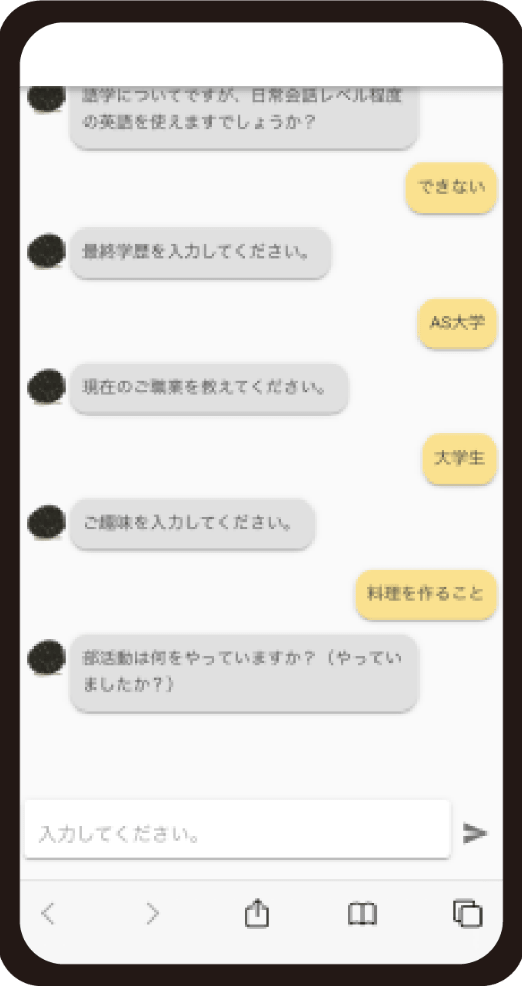 語学についてですが、日常会話レベル程度
の英語を使えますでしょうか？
できない
最終学歴を入力してください。
AS大学
現在のご職業を教えてください。
大学生
ご趣味を入力してください。
料理を作ること
部活動は何をやっていますか？（やってい
ましたか？）
入力してください。